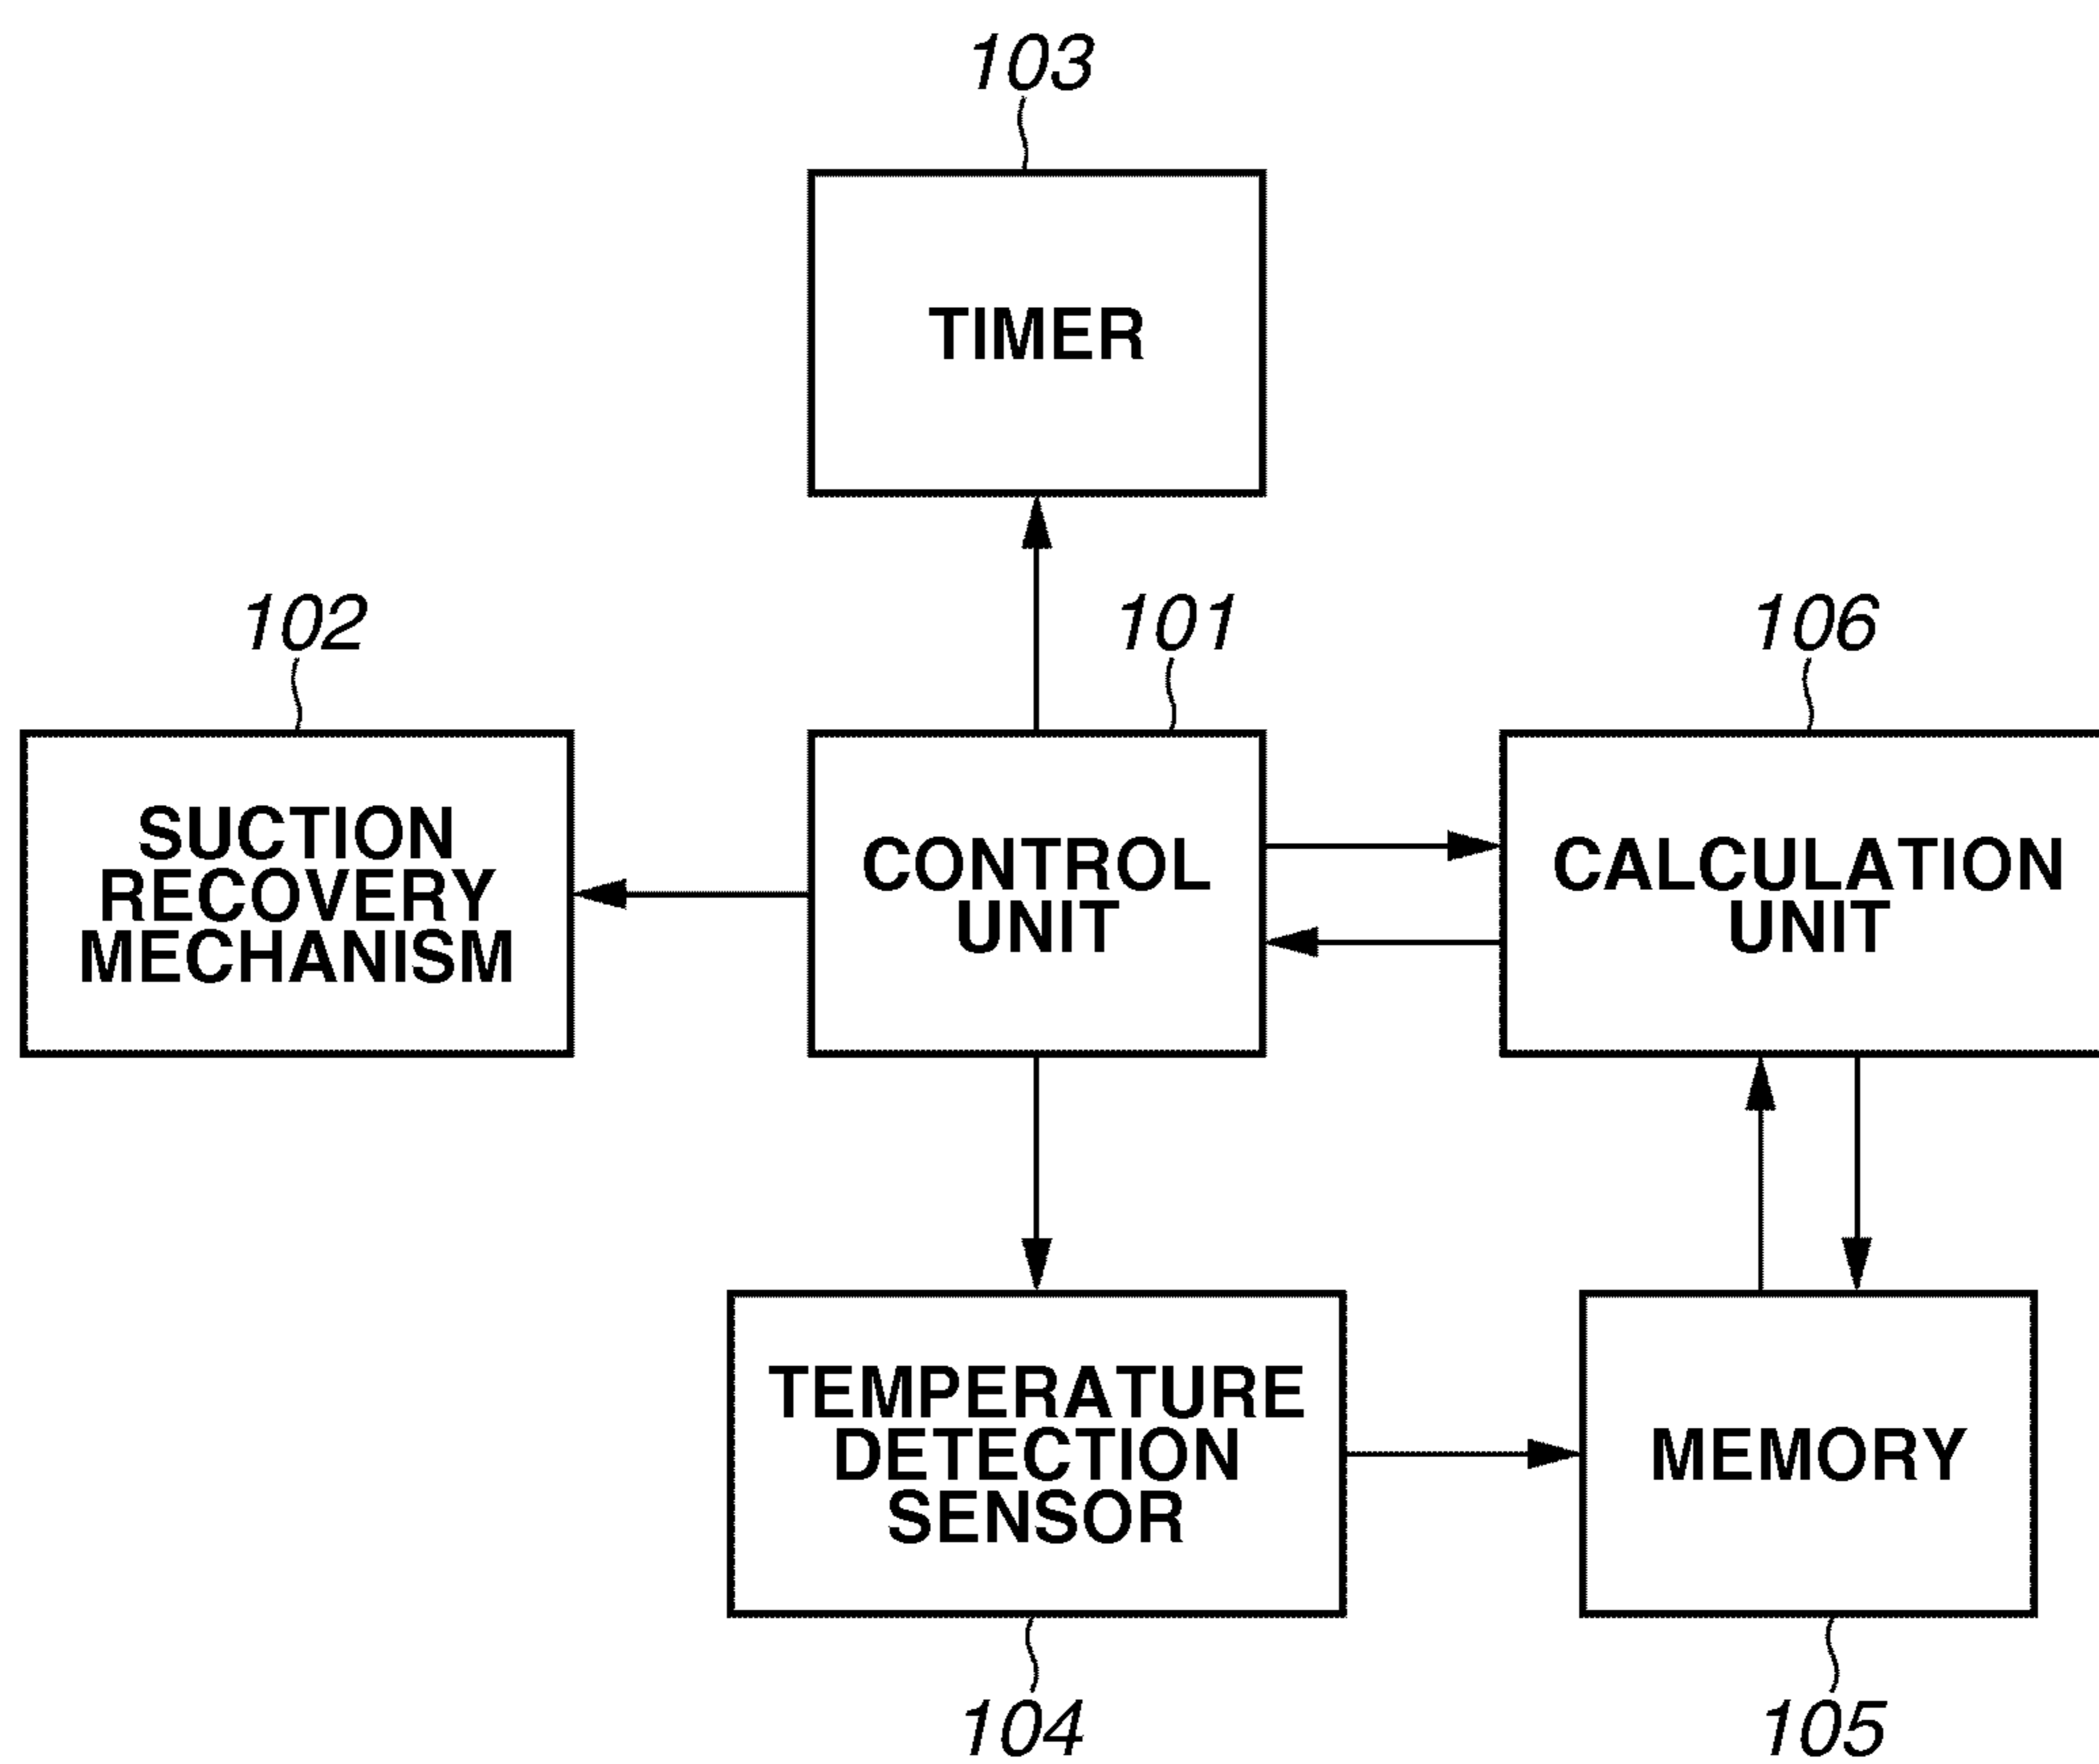 103
TIMER
102
101
106
SUCTION
RECOVERY
MECHANISM
CONTROL
UNIT
CALCULATION
UNIT
TEMPERATURE
DETECTION
SENSOR
MEMORY
104
105